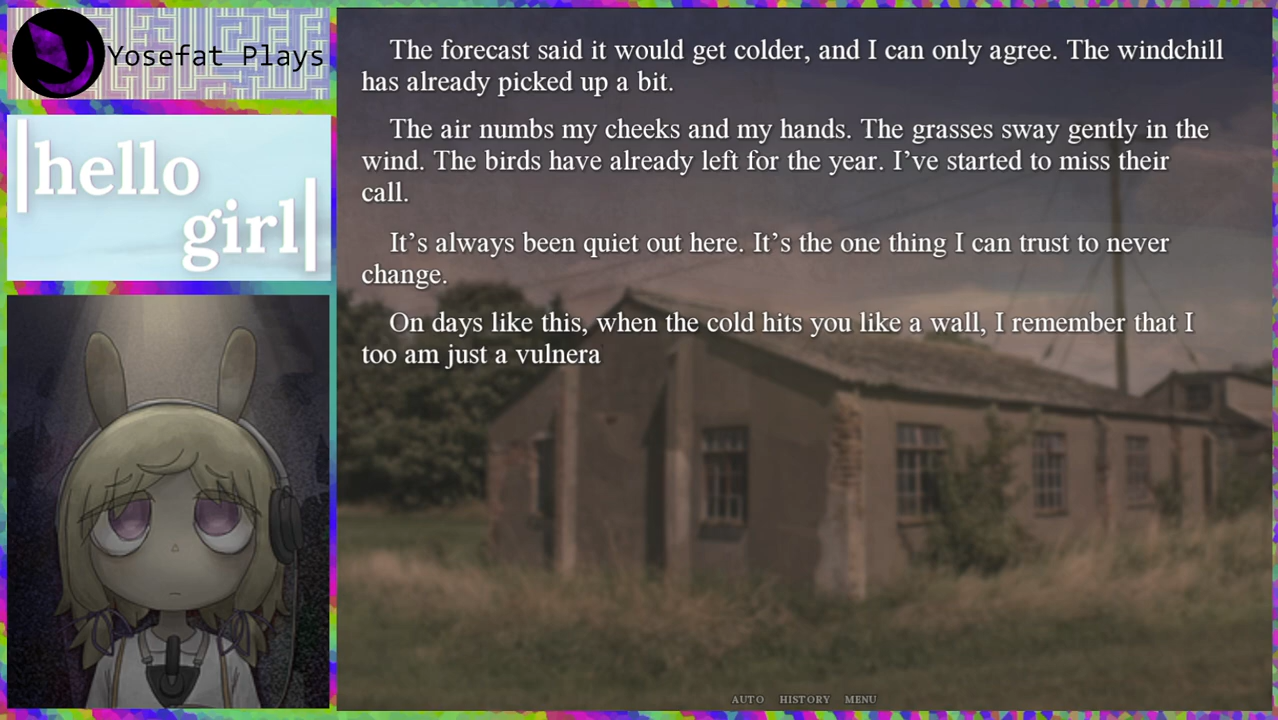 Yosefat Plays
|hello
girl|
The forecast said it would get colder, and I can only agree. The windchill
has already picked up a bit.
The air numbs my cheeks and my hands. The grasses sway gently in the
wind. The birds have already left for the year. I’ve started to miss their
call.
It’s always been quiet out here. It’s the one thing I can trust to never
change.
On days like this, when the cold hits you like a wall, I remember that I
too am just a vulnera
AUTO HISTORY MENU